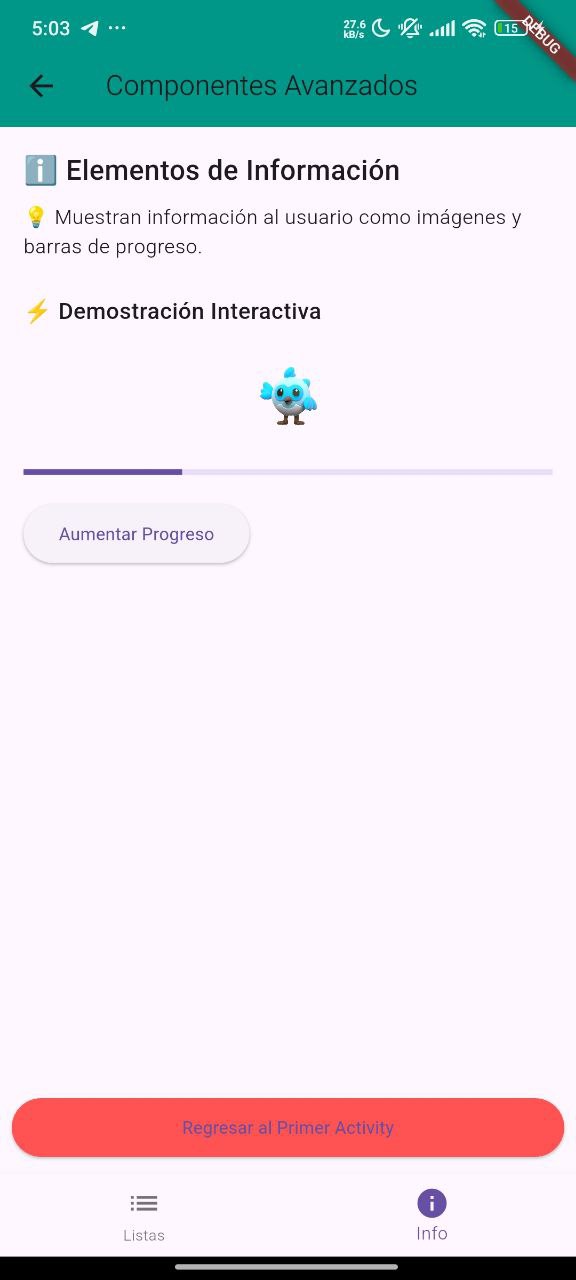 5:03
27.6
kB/s
15
DEBUG
Componentes Avanzados
ℹ️ Elementos de Información
💡 Muestran información al usuario como imágenes y
barras de progreso.
⚡ Demostración Interactiva
Aumentar Progreso
Regresar al Primer Activity
Listas
Info